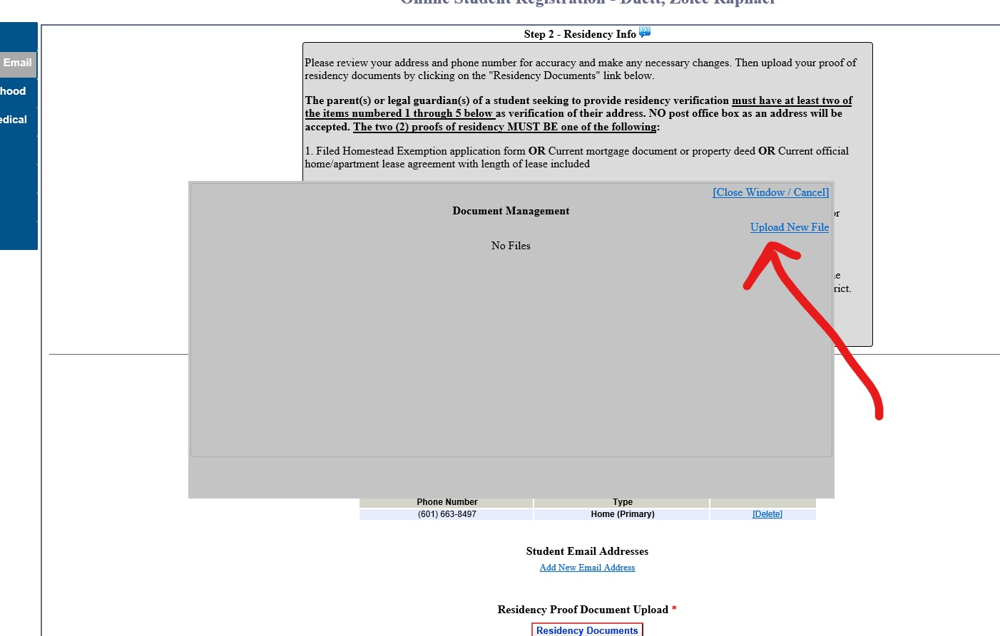 Online Student Registration - Duett, Zoiee Raphael
Email
hood
edical
Step 2 - Residency Info
Please review your address and phone number for accuracy and make any necessary changes. Then upload your proof of
residency documents by clicking on the "Residency Documents" link below.
The parent(s) or legal guardian(s) of a student seeking to provide residency verification must have at least two of
the items numbered 1 through 5 below as verification of their address. NO post office box as an address will be
accepted. The two (2) proofs of residency MUST BE one of the following:
1. Filed Homestead Exemption application form OR Current mortgage document or property deed OR Current official
home/apartment lease agreement with length of lease included
[Close Window / Cancel]
Document Management
or
Upload New File
No Files
e
rict.
Phone Number Type
(601) 663-8497 Home (Primary) [Delete]
Student Email Addresses
Add New Email Address
Residency Proof Document Upload *
Residency Documents